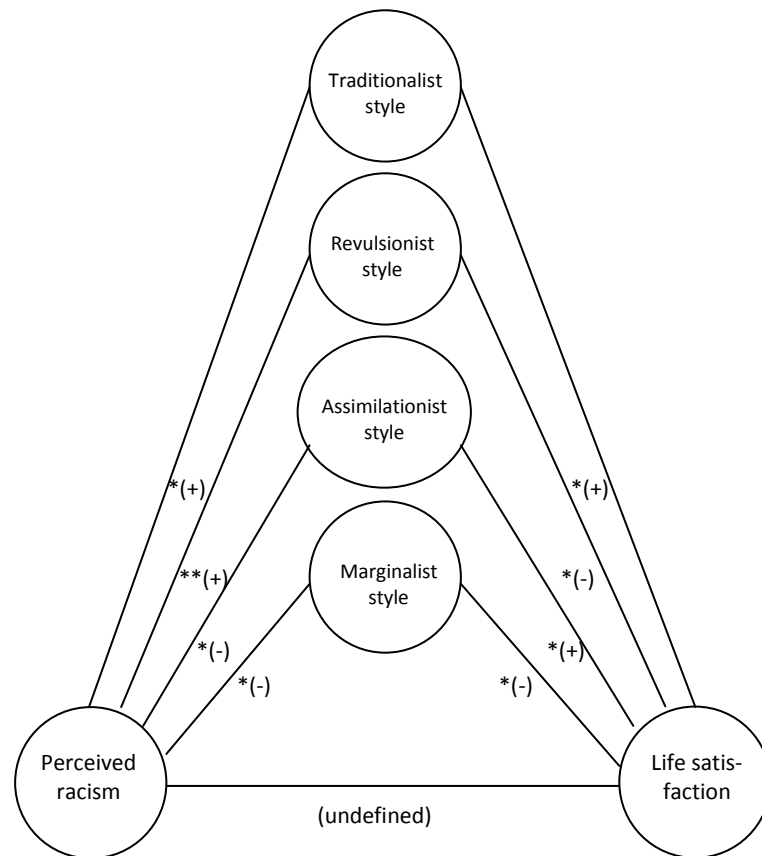 Traditionalist
style
Revulsionist
style
Assimilationist
style
*(+)
*(+)
**(+)
Marginalist
style
*(-)
*(-)
*(+)
*(-)
*(-)
Perceived
racism
Life satis-
faction
(undefined)